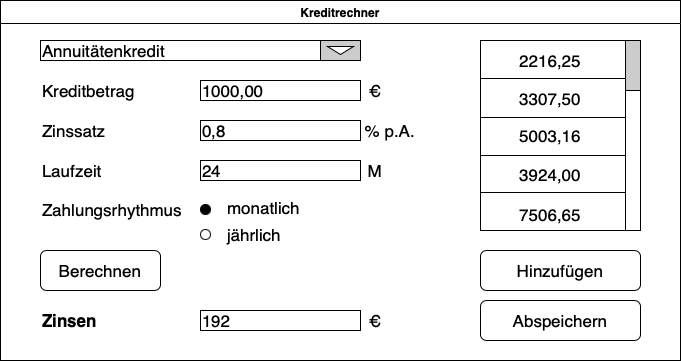 Kreditrechner
Annuitätenkredit
Kreditbetrag 1000,00 €
Zinssatz 0,8 % p.A.
Laufzeit 24 M
Zahlungsrhythmus monatlich
jährlich
Berechnen
Zinsen 192 €
2216,25
3307,50
5003,16
3924,00
7506,65
Hinzufügen
Abspeichern